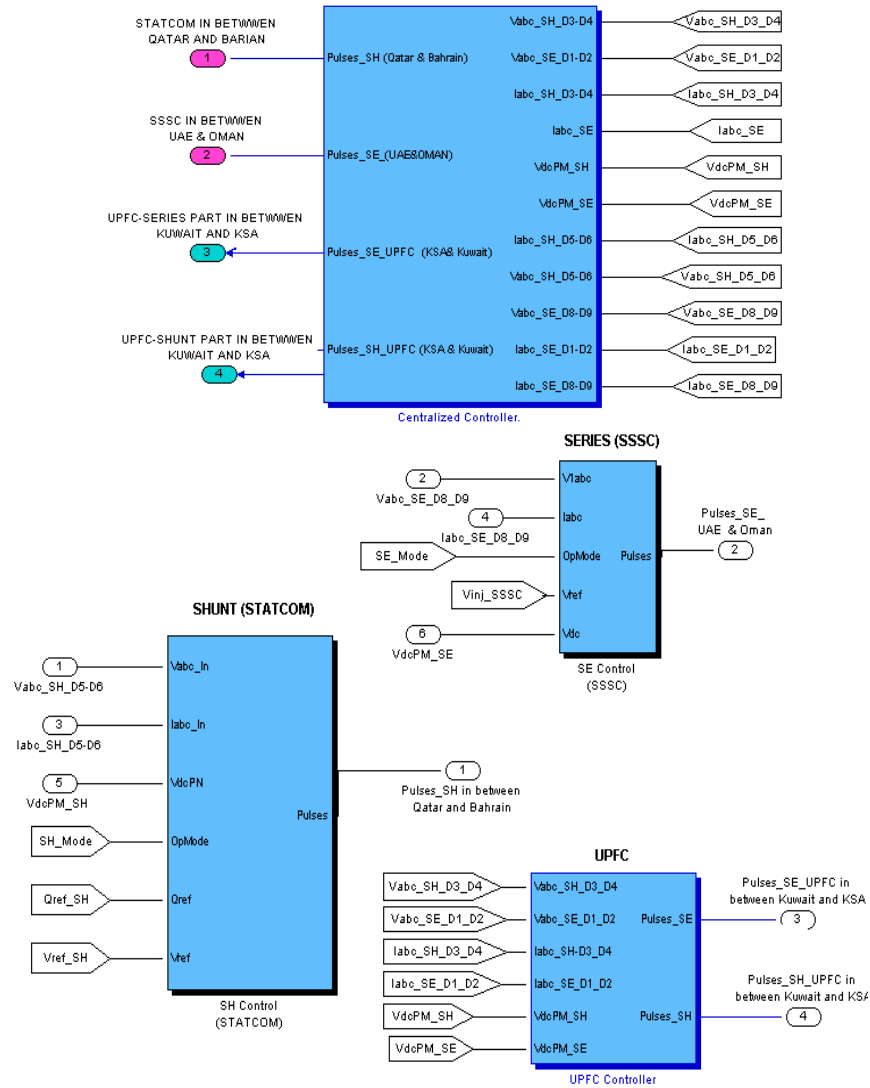 STATCOM IN BETWWEN
QATAR AND BARIAN
1
SSSC IN BETWWEN
UAE & OMAN
2
UPFC-SERIES PART IN BETWWEN
KUWAIT AND KSA
3
UPFC-SHUNT PART IN BETWWEN
KUWAIT AND KSA
4
Pulses_SH (Qatar & Bahrain)
Pulses_SE_(UAE&OMAN)
Pulses_SE_UPFC (KSA& Kuwait)
Pulses_SH_UPFC (KSA & Kuwait)
Vabc_SH_D3-D4
Vabc_SE_D1-D2
Iabc_SH_D3-D4
Iabc_SE
VdcPM_SH
VdcPM_SE
Iabc_SH_D5-D6
Vabc_SH_D5-D6
Vabc_SE_D8-D9
Iabc_SE_D1-D2
Iabc_SE_D8-D9
Vabc_SH_D3_D4
Vabc_SE_D1_D2
Iabc_SH_D3_D4
Iabc_SE
VdcPM_SH
VdcPM_SE
Iabc_SH_D5_D6
Vabc_SH_D5_D6
Vabc_SE_D8_D9
Iabc_SE_D1_D2
Iabc_SE_D8_D9
Centralized Controller.
SERIES (SSSC)
2
Vabc_SE_D8_D9
4
Iabc_SE_D8_D9
SE_Mode
Vinj_SSSC
6
VdcPM_SE
V1abc
Iabc
OpMode
Vref
Vdc
Pulses
Pulses_SE_
UAE & Oman
2
SE Control
(SSSC)
SHUNT (STATCOM)
1
Vabc_SH_D5-D6
3
Iabc_SH_D5-D6
5
VdcPM_SH
SH_Mode
Qref_SH
Vref_SH
Vabc_In
Iabc_In
VdcPN
OpMode
Qref
Vref
Pulses
1
Pulses_SH in between
Qatar and Bahrain
SH Control
(STATCOM)
UPFC
Vabc_SH_D3_D4
Vabc_SE_D1_D2
Iabc_SH_D3_D4
Iabc_SE_D1_D2
VdcPM_SH
VdcPM_SE
Vabc_SH_D3_D4
Vabc_SE_D1_D2
Iabc_SH-D3_D4
Iabc_SE_D1_D2
VdcPM_SH
VdcPM_SE
Pulses_SE
Pulses_SH
Pulses_SE_UPFC in
between Kuwait and KSA
3
Pulses_SH_UPFC in
between Kuwait and KSA
4
UPFC Controller